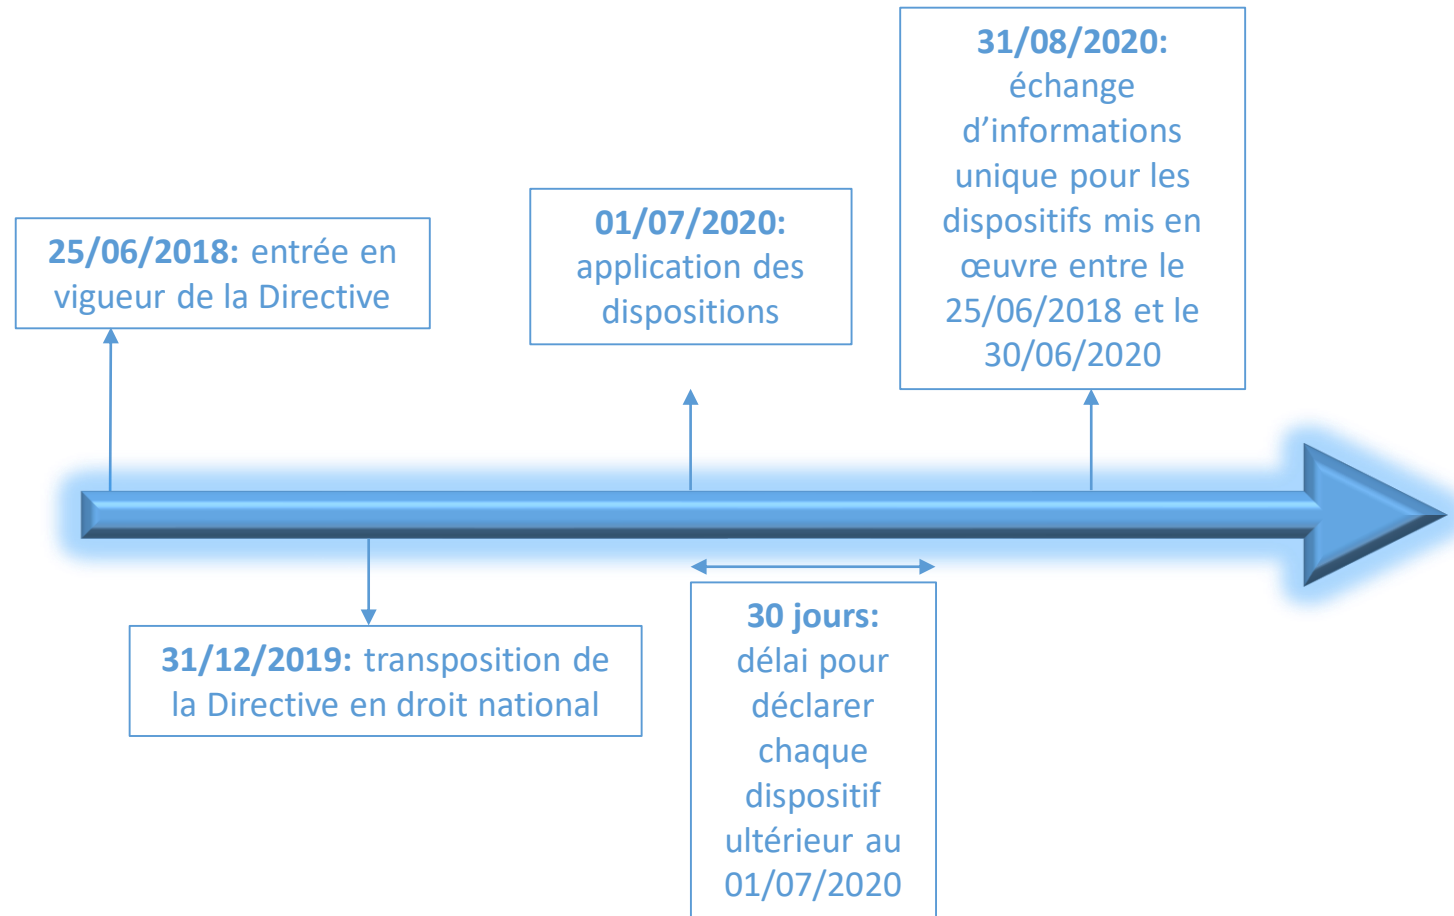 25/06/2018: entrée en
vigueur de la Directive
01/07/2020:
application des
dispositions
31/08/2020:
échange
d’informations
unique pour les
dispositifs mis en
œuvre entre le
25/06/2018 et le
30/06/2020
31/12/2019: transposition de
la Directive en droit national
30 jours:
délai pour
déclarer
chaque
dispositif
ultérieur au
01/07/2020